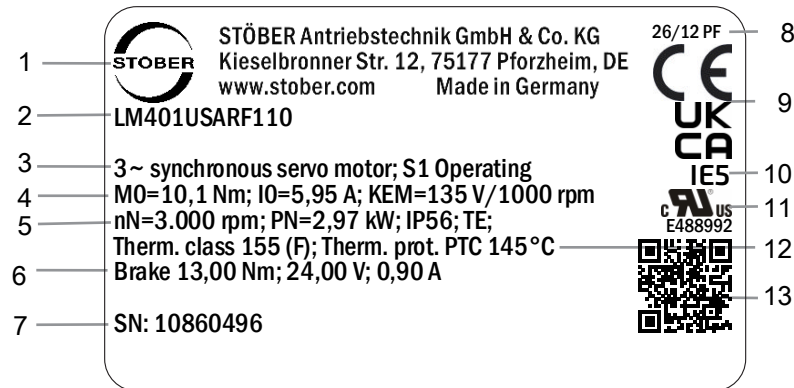 STÖBER
STÖBER Antriebstechnik GmbH & Co. KG
Kieselbronner Str. 12, 75177 Pforzheim, DE
www.stober.com Made in Germany
26/12 PF
CE
UK
CA
IE5
c RU US
®
E488992
LM401USARF110
3~ synchronous servo motor; S1 Operating
M0=10,1 Nm; I0=5,95 A; KEM=135 V/1000 rpm
nN=3.000 rpm; PN=2,97 kW; IP56; TE;
Therm. class 155 (F); Therm. prot. PTC 145°C
Brake 13,00 Nm; 24,00 V; 0,90 A
SN: 10860496
1
2
3
4
5
6
7
8
9
10
11
12
13